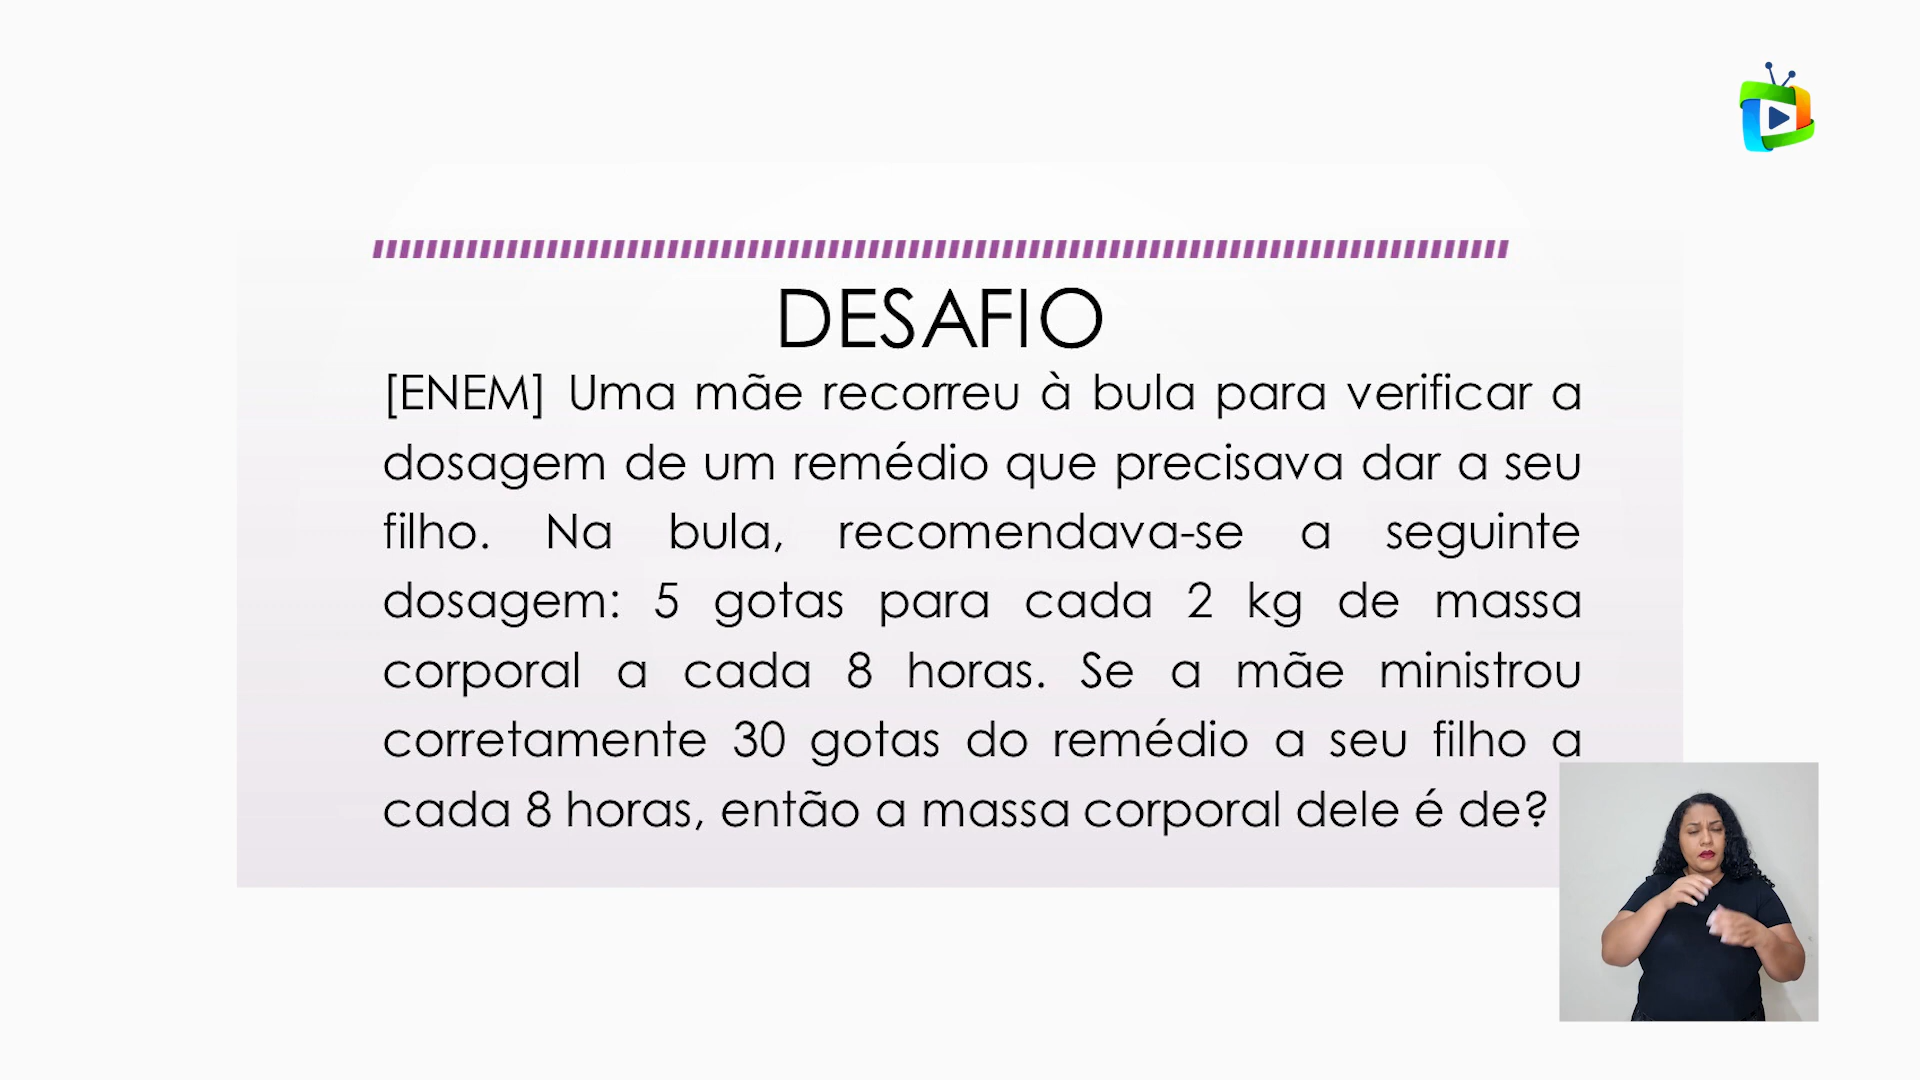 DESAFIO
[ENEM] Uma mãe recorreu à bula para verificar a
dosagem de um remédio que precisava dar a seu
filho. Na bula, recomendava-se a seguinte
dosagem: 5 gotas para cada 2 kg de massa
corporal a cada 8 horas. Se a mãe ministrou
corretamente 30 gotas do remédio a seu filho a
cada 8 horas, então a massa corporal dele é de?